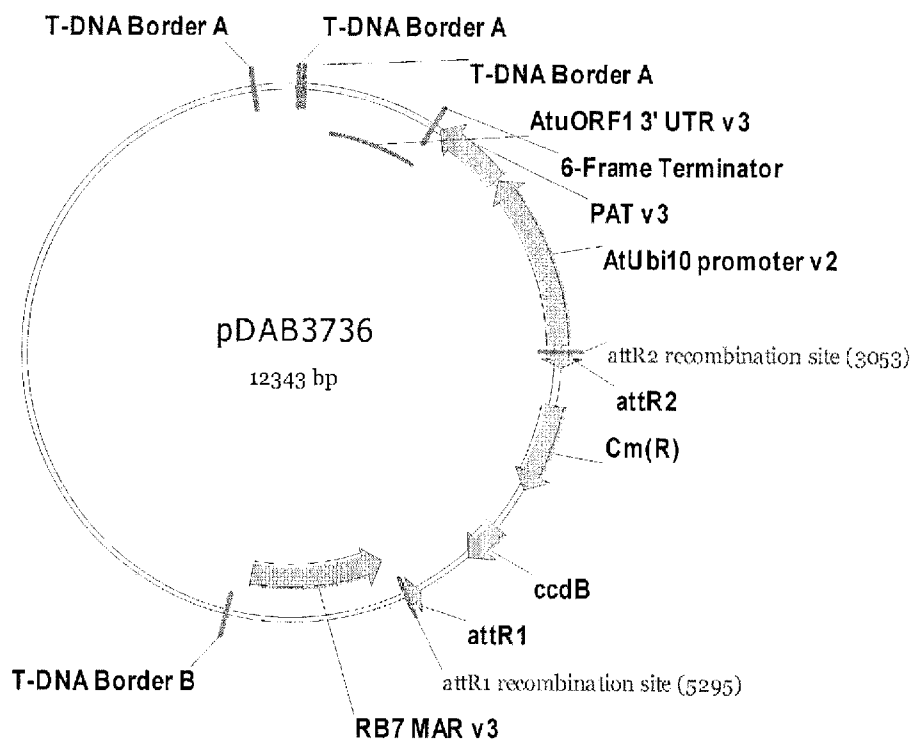 T-DNA Border A
T-DNA Border A
T-DNA Border A
AtuORF1 3' UTR v3
6-Frame Terminator
PAT v3
AtUbi10 promoter v2
pDAB3736
12343 bp
attR2 recombination site (3053)
attR2
Cm(R)
ccdB
attR1
T-DNA Border B
attR1 recombination site (5295)
RB7 MAR v3